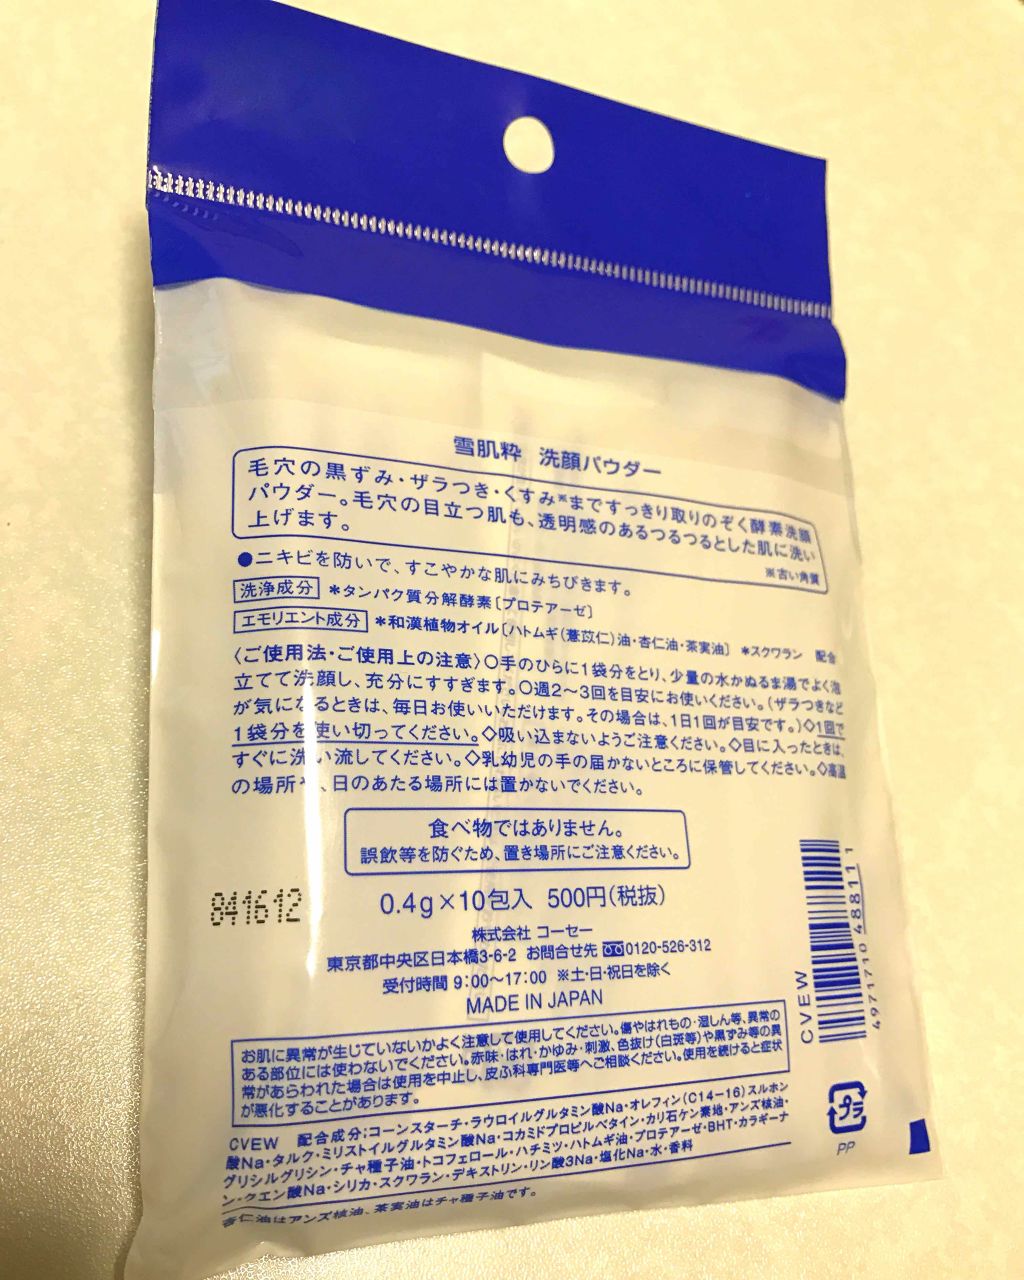 雪肌粋 洗顔パウダー
毛穴の黒ずみ・ザラつき・くすみ※まですっきり取りのぞく酵素洗顔
パウダー。毛穴の目立つ肌も、透明感のあるつるつるとした肌に洗い
上げます。
※古い角質
●ニキビを防いで、すこやかな肌にみちびきます。
洗浄成分 *タンパク質分解酵素〔プロテアーゼ〕
エモリエント成分 *和漢植物オイル〔ハトムギ(薏苡仁)油・杏仁油・茶実油〕 *スクワラン 配合
〈ご使用法・ご使用上の注意〉○手のひらに1袋分をとり、少量の水かぬるま湯でよく泡
立てて洗顔し、充分にすすぎます。○週2〜3回を目安にお使いください。(ザラつきなど
が気になるときは、毎日お使いいただけます。その場合は、1日1回が目安です。)◇1回で
1袋分を使い切ってください。◇吸い込まないようご注意ください。◇目に入ったときは、
すぐに洗い流してください。◇乳幼児の手の届かないところに保管してください。◇高温
の場所や、日のあたる場所には置かないでください。
食べ物ではありません。
誤飲等を防ぐため、置き場所にご注意ください。
841612
0.4g×10包入 500円(税抜)
株式会社 コーセー
東京都中央区日本橋3-6-2 お問合せ先 0120-526-312
受付時間 9:00〜17:00 ※土・日・祝日を除く
MADE IN JAPAN
CVEW
4971710488111
お肌に異常が生じていないかよく注意して使用してください。傷やはれもの・湿しん等、異常の
ある部位には使わないでください。赤味・はれ・かゆみ・刺激、色抜け(白斑等)や黒ずみ等の異
常があらわれた場合は使用を中止し、皮ふ科専門医等へご相談ください。使用を続けると症状
が悪化することがあります。
CVEW 配合成分;コーンスターチ・ラウロイルグルタミン酸Na・オレフィン(C14-16)スルホン
酸Na・タルク・ミリストイルグルタミン酸Na・コカミドプロピルベタイン・カリ石ケン素地・アンズ核油・
グリシルグリシン・チャ種子油・トコフェロール・ハチミツ・ハトムギ油・プロテアーゼ・BHT・カラギーナ
ン・クエン酸Na・シリカ・スクワラン・デキストリン・リン酸3Na・塩化Na・水・香料
杏仁油はアンズ核油、茶実油はチャ種子油です。
プラ
PP